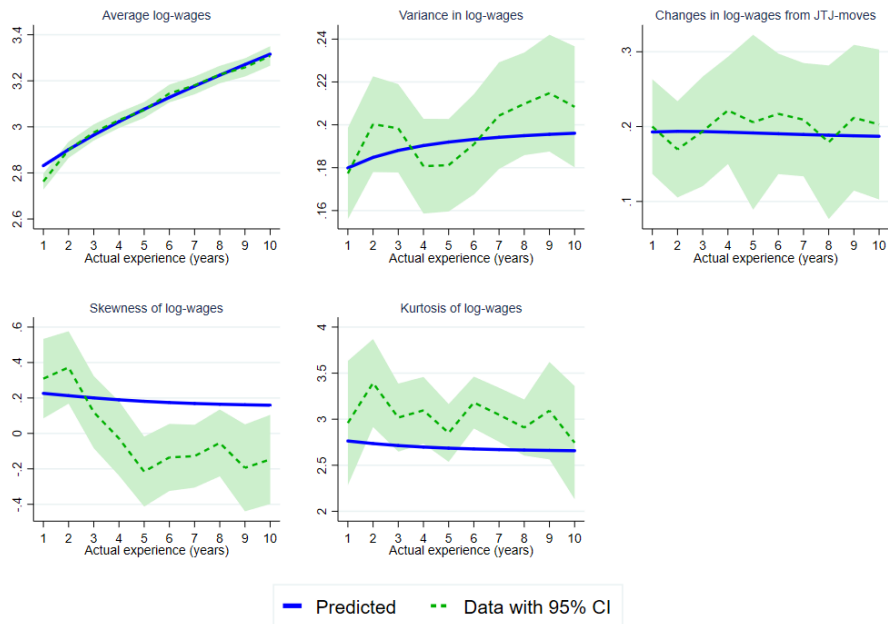 Average log-wages
3.4
3.2
3
2.8
2.6
1 2 3 4 5 6 7 8 9 10
Actual experience (years)
Variance in log-wages
.24
.22
.2
.18
.16
1 2 3 4 5 6 7 8 9 10
Actual experience (years)
Changes in log-wages from JTJ-moves
.3
.2
.1
1 2 3 4 5 6 7 8 9 10
Actual experience (years)
Skewness of log-wages
.6
.4
.2
0
-.2
-.4
1 2 3 4 5 6 7 8 9 10
Actual experience (years)
Kurtosis of log-wages
4
3.5
3
2.5
2
1 2 3 4 5 6 7 8 9 10
Actual experience (years)
Predicted Data with 95% CI